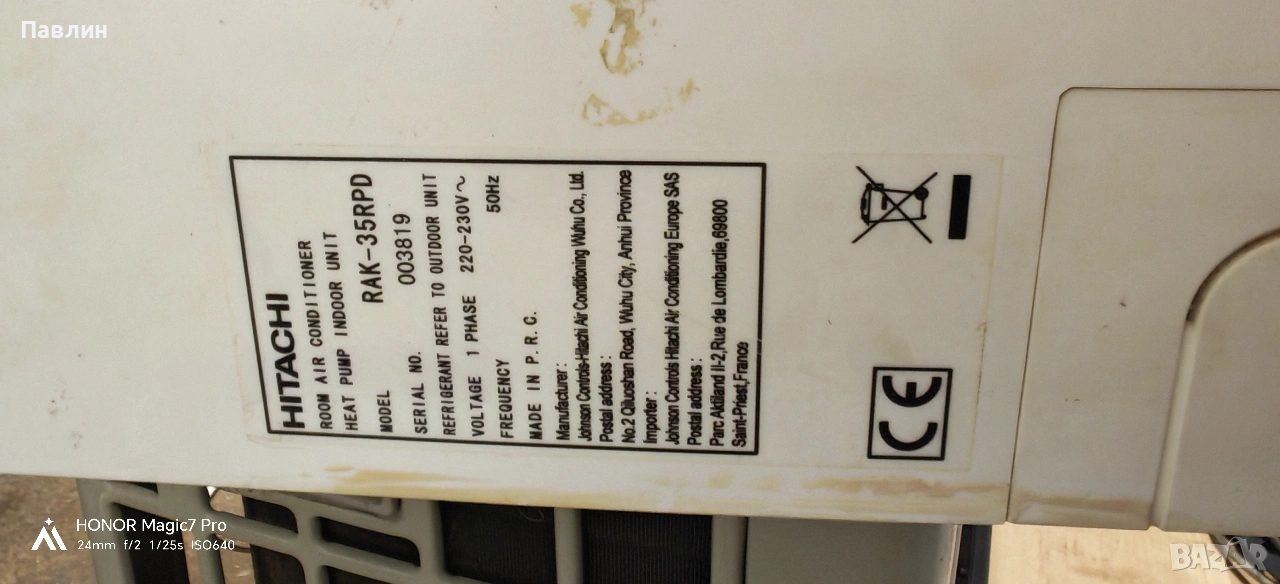 Павлин
HITACHI
ROOM AIR CONDITIONER
HEAT PUMP INDOOR UNIT
MODEL RAK-35RPD
SERIAL NO. 003819
REFRIGERANT REFER TO OUTDOOR UNIT
VOLTAGE 1 PHASE 220-230V～
FREQUENCY 50Hz
MADE IN P.R.C.
Manufacturer:
Johnson Controls-Hitachi Air Conditioning Wuhu Co., Ltd.
Postal address:
No.2 Qiluoshan Road, Wuhu City, Anhui Province
Importer:
Johnson Controls Hitachi Air Conditioning Europe SAS
Postal address:
Parc Aktiland II-2,Rue de Lombardie,69800
Saint-Priest,France
CE
HONOR Magic7 Pro
24mm f/2 1/25s ISO640
BAZAR